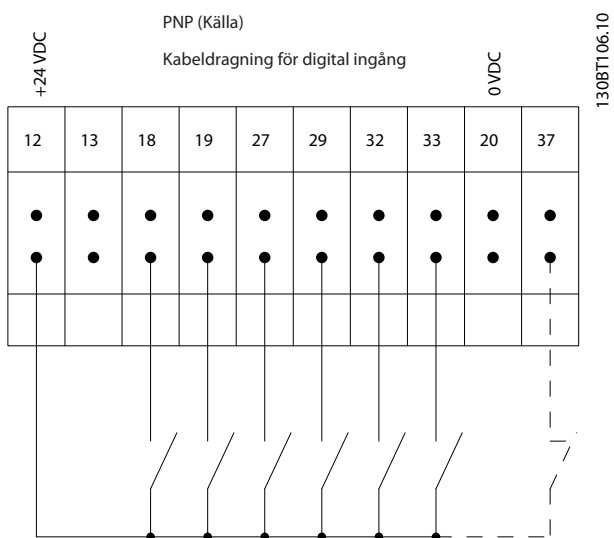 PNP (Källa)
Kabeldragning för digital ingång
+24 VDC
0 VDC
130BT106.10
12 13 18 19 27 29 32 33 20 37